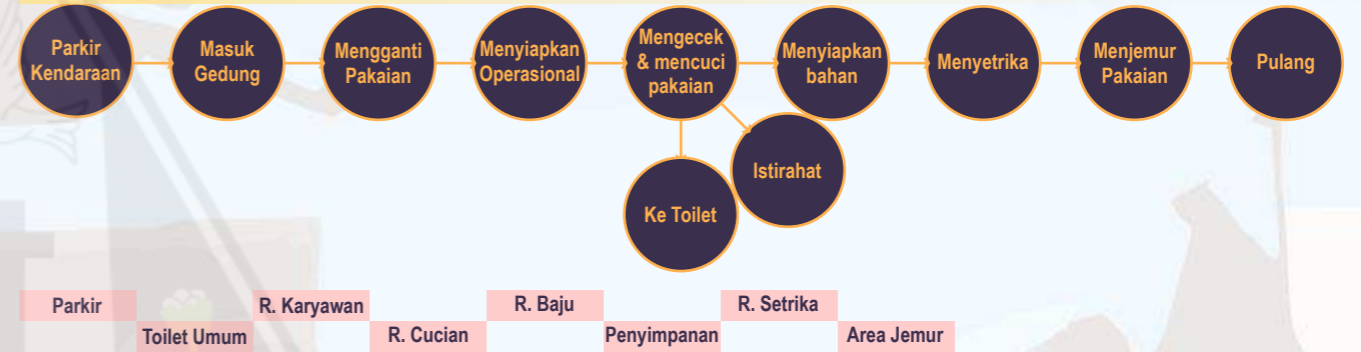 Parkir
Kendaraan
Masuk
Gedung
Mengganti
Pakaian
Menyiapkan
Operasional
Mengecek
& mencuci
pakaian
Menyiapkan
bahan
Menyetrika
Menjemur
Pakaian
Pulang
Istirahat
Ke Toilet
Parkir
R. Karyawan
R. Baju
R. Setrika
Toilet Umum
R. Cucian
Penyimpanan
Area Jemur